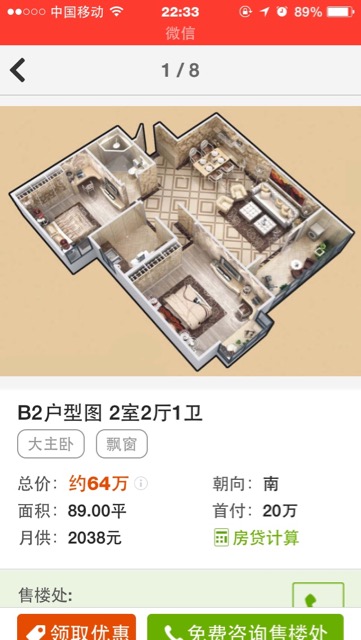 中国移动 22:33 89%
微信
1 / 8
B2户型图 2室2厅1卫
大主卧 飘窗
总价: 约64万 朝向: 南
面积: 89.00平 首付: 20万
月供: 2038元 房贷计算
售楼处:
领取优惠 免费咨询售楼处